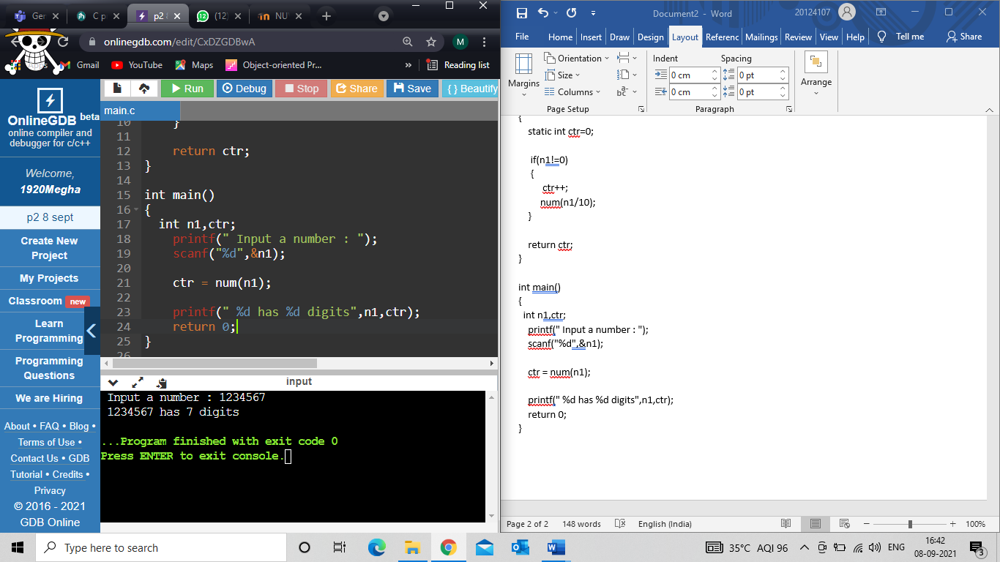 Ger
C p
p2 8
(12)
NU
onlinegdb.com/edit/CxDZGDBwA
M
Gmail
YouTube
Maps
Object-oriented Pr...
»
Reading list
OnlineGDB beta
online compiler and
debugger for c/c++
Welcome,
1920Megha
p2 8 sept
Create New
Project
My Projects
Classroom new
Learn
Programming
Programming
Questions
We are Hiring
About • FAQ • Blog •
Terms of Use •
Contact Us • GDB
Tutorial • Credits •
Privacy
© 2016 - 2021
GDB Online
Run
Debug
Stop
Share
Save
{ } Beautify
main.c
10 }
11
12 return ctr;
13 }
14
15 int main()
16 {
17 int n1,ctr;
18 printf(" Input a number : ");
19 scanf("%d",&n1);
20
21 ctr = num(n1);
22
23 printf(" %d has %d digits",n1,ctr);
24 return 0;
25 }
26
input
Input a number : 1234567
1234567 has 7 digits
...Program finished with exit code 0
Press ENTER to exit console.
Document2 - Word
20124107
File Home Insert Draw Design Layout Referenc Mailings Review View Help Tell me Share
Margins
Orientation
Size
Columns
Page Setup
Indent
0 cm
0 cm
Spacing
0 pt
0 pt
Paragraph
Arrange
{
static int ctr=0;
if(n1!=0)
{
ctr++;
num(n1/10);
}
return ctr;
}
int main()
{
int n1,ctr;
printf(" Input a number : ");
scanf("%d",&n1);
ctr = num(n1);
printf(" %d has %d digits",n1,ctr);
return 0;
}
Page 2 of 2 148 words English (India) 100%
Type here to search
35°C AQI 96
ENG
16:42
08-09-2021
3